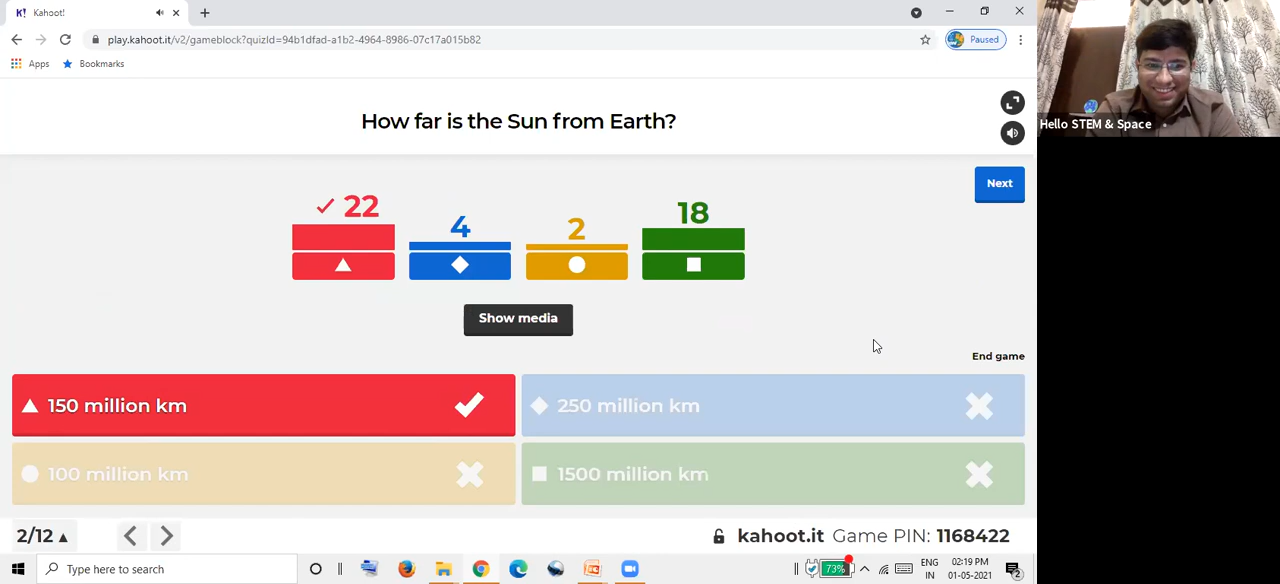 K! Kahoot!
play.kahoot.it/v2/gameblock?quizId=94b1dfad-a1b2-4964-8986-07c17a015b82
Paused
Apps
Bookmarks
How far is the Sun from Earth?
Hello STEM & Space
Next
22
4
2
18
Show media
End game
150 million km
250 million km
100 million km
1500 million km
2/12
kahoot.it Game PIN: 1168422
Type here to search
73%
ENG
IN
02:19 PM
01-05-2021
2